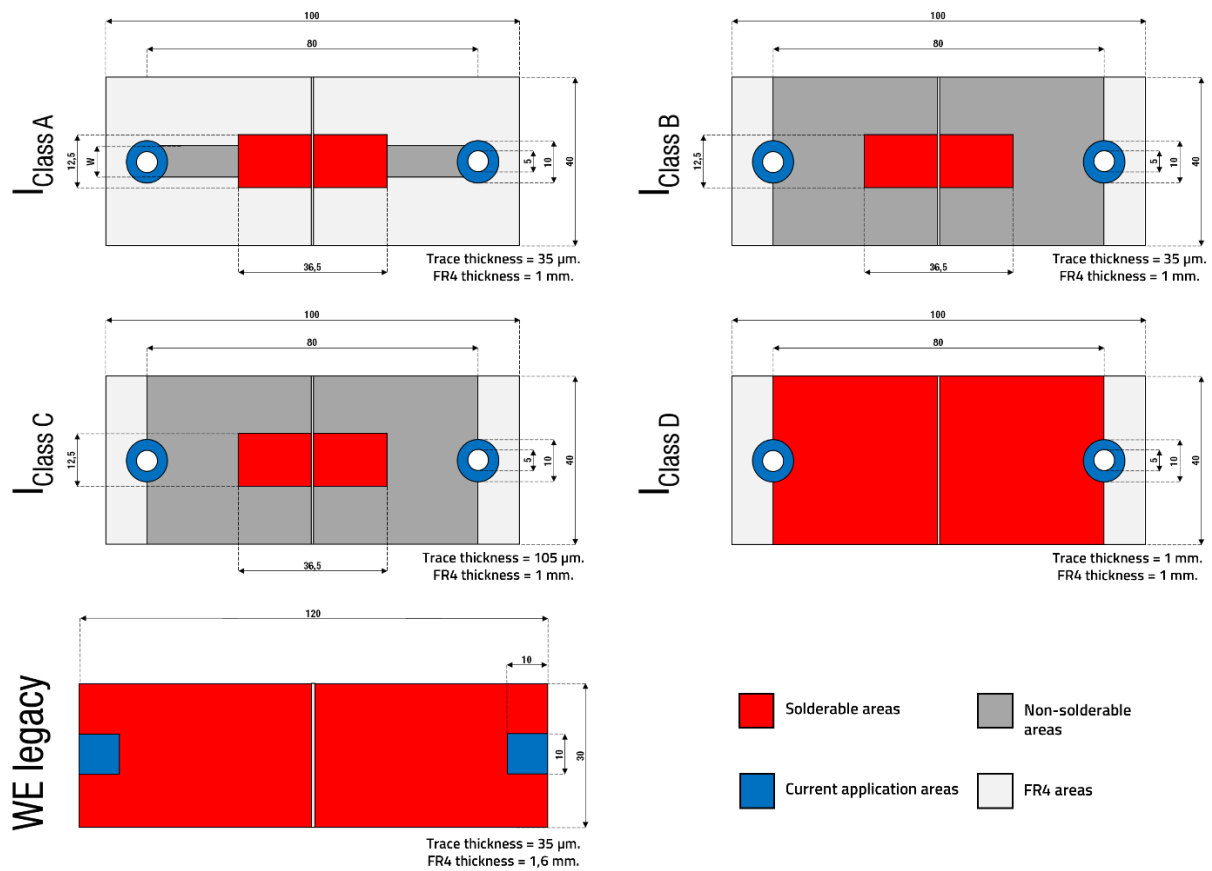 I Class A
100
80
12,5
W
5
10
40
36,5
Trace thickness = 35 µm.
FR4 thickness = 1 mm.
I Class B
100
80
12,5
5
10
40
36,5
Trace thickness = 35 µm.
FR4 thickness = 1 mm.
I Class C
100
80
12,5
5
10
40
36,5
Trace thickness = 105 µm.
FR4 thickness = 1 mm.
I Class D
100
80
5
10
40
Trace thickness = 1 mm.
FR4 thickness = 1 mm.
WE legacy
120
10
10
30
Trace thickness = 35 µm.
FR4 thickness = 1,6 mm.
Solderable areas
Non-solderable
areas
Current application areas
FR4 areas